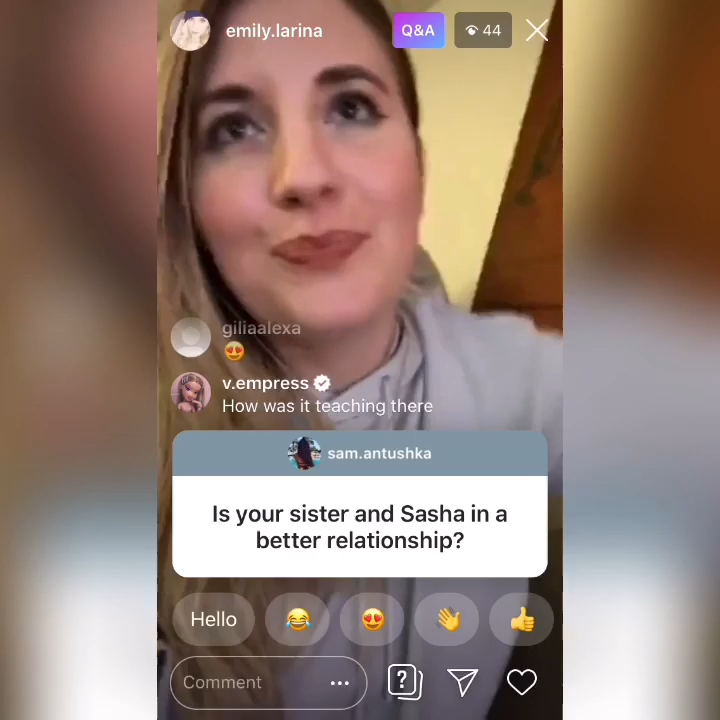 emily.larina
Q&A
44
giliaalexa
😍
v.empress
How was it teaching there
sam.antushka
Is your sister and Sasha in a
better relationship?
Hello
😂
😍
👋
👍
Comment
?